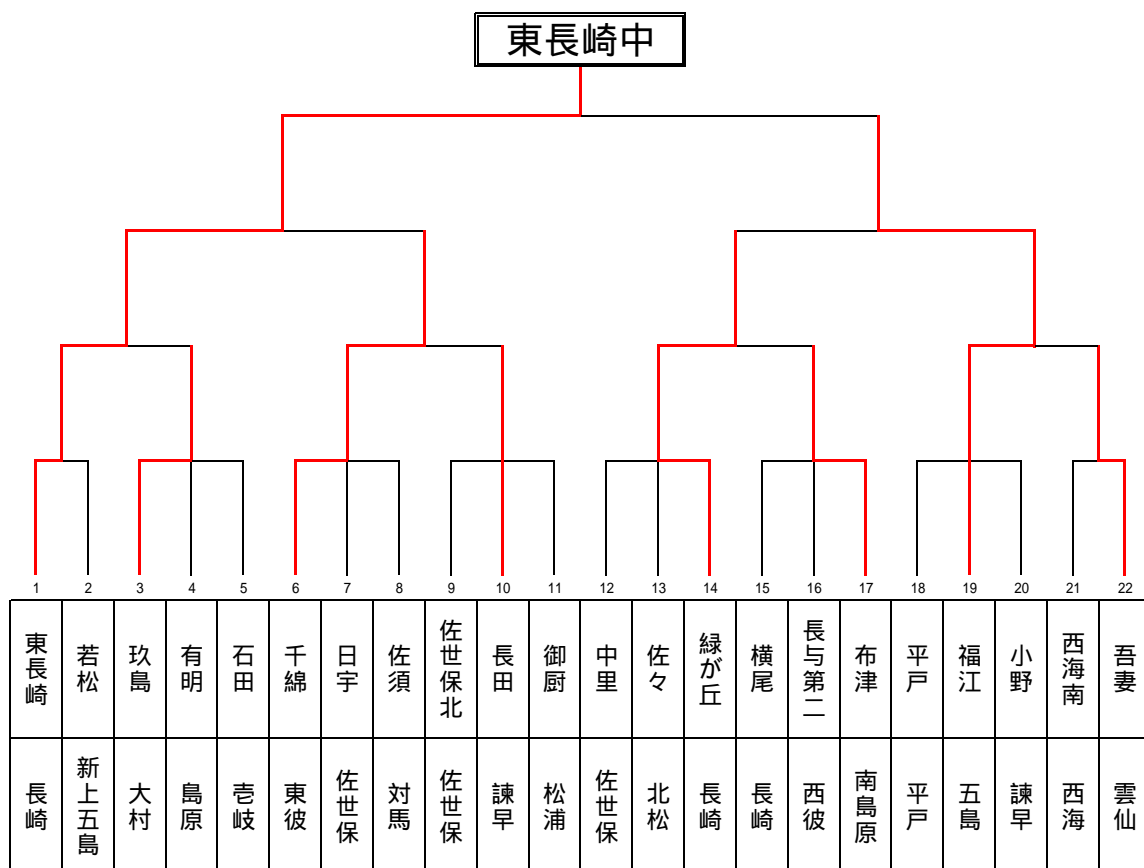 東長崎中
1 2 3 4 5 6 7 8 9 10 11 12 13 14 15 16 17 18 19 20 21 22
東長崎 若松 玖島 有明 石田 千綿 日宇 佐須 佐世保北 長田 御厨 中里 佐々 緑が丘 横尾 長与第二 布津 平戸 福江 小野 西海南 吾妻
長崎 新上五島 大村 島原 壱岐 東彼 佐世保 対馬 佐世保 諫早 松浦 佐世保 北松 長崎 長崎 西彼 南島原 平戸 五島 諫早 西海 雲仙